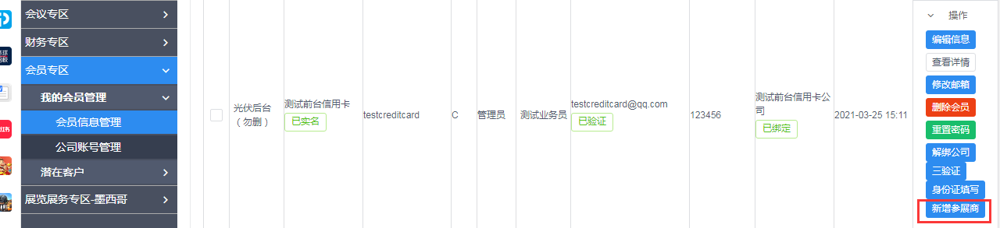 会议专区
财务专区
会员专区
我的会员管理
会员信息管理
公司账号管理
潜在客户
展览展务专区-墨西哥
光伏后台
（勿删）
测试前台信用卡
已实名
testcreditcard
C
管理员
测试业务员
testcreditcard@qq.com
已验证
123456
测试前台信用卡公
司
已绑定
2021-03-25 15:11
操作
编辑信息
查看详情
修改邮箱
删除会员
重置密码
解绑公司
三验证
身份证填写
新增参展商